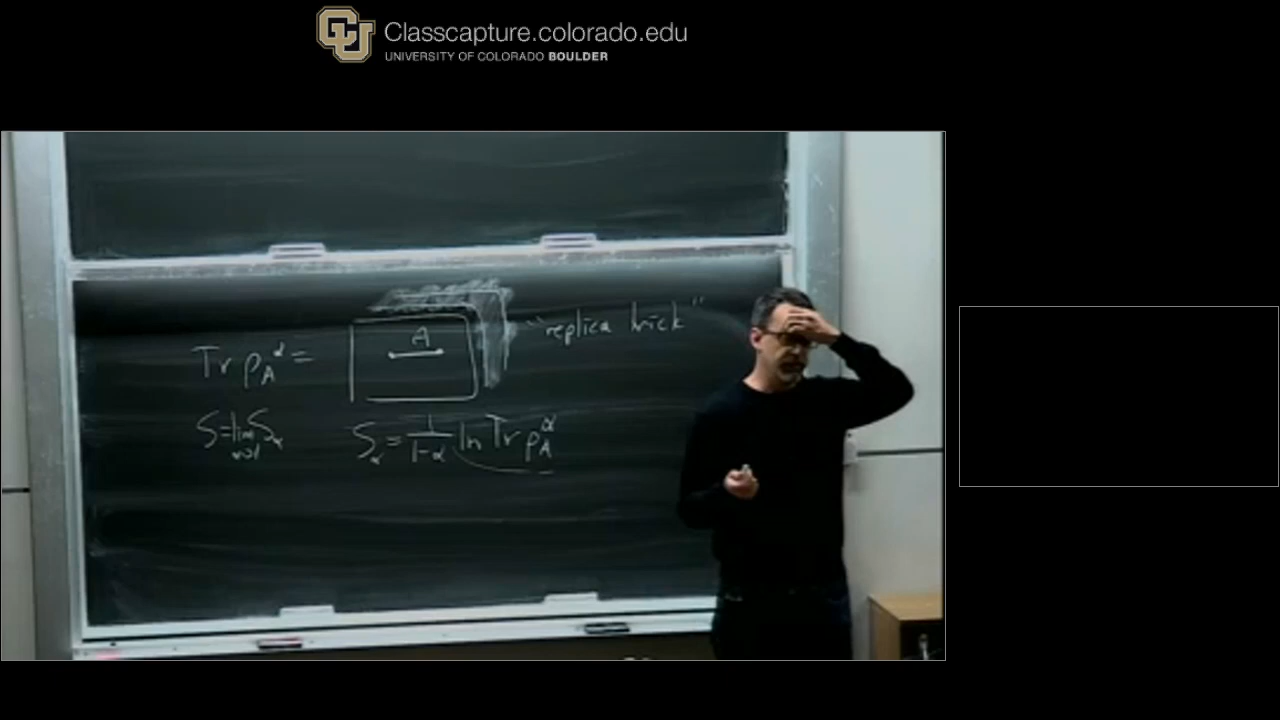 Classcapture.colorado.edu
UNIVERSITY OF COLORADO BOULDER
"replica trick"
A
Tr ρ_A^α =
S = lim_{α→1} S_α
S_α = 1/(1-α) ln Tr ρ_A^α